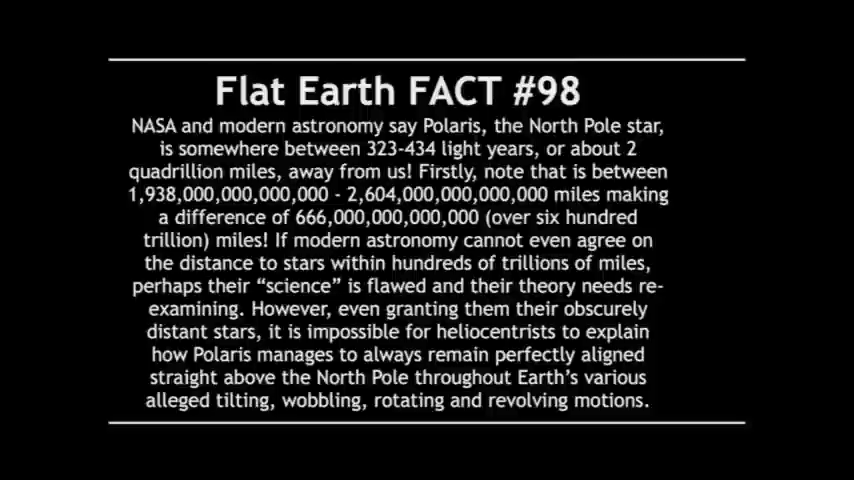 Flat Earth FACT #98
NASA and modern astronomy say Polaris, the North Pole star,
is somewhere between 323-434 light years, or about 2
quadrillion miles, away from us! Firstly, note that is between
1,938,000,000,000,000 - 2,604,000,000,000,000 miles making
a difference of 666,000,000,000,000 (over six hundred
trillion) miles! If modern astronomy cannot even agree on
the distance to stars within hundreds of trillions of miles,
perhaps their “science” is flawed and their theory needs re-
examining. However, even granting them their obscurely
distant stars, it is impossible for heliocentrists to explain
how Polaris manages to always remain perfectly aligned
straight above the North Pole throughout Earth’s various
alleged tilting, wobbling, rotating and revolving motions.